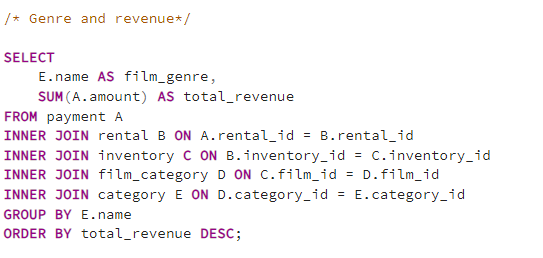 /* Genre and revenue*/
SELECT
E.name AS film_genre,
SUM(A.amount) AS total_revenue
FROM payment A
INNER JOIN rental B ON A.rental_id = B.rental_id
INNER JOIN inventory C ON B.inventory_id = C.inventory_id
INNER JOIN film_category D ON C.film_id = D.film_id
INNER JOIN category E ON D.category_id = E.category_id
GROUP BY E.name
ORDER BY total_revenue DESC;